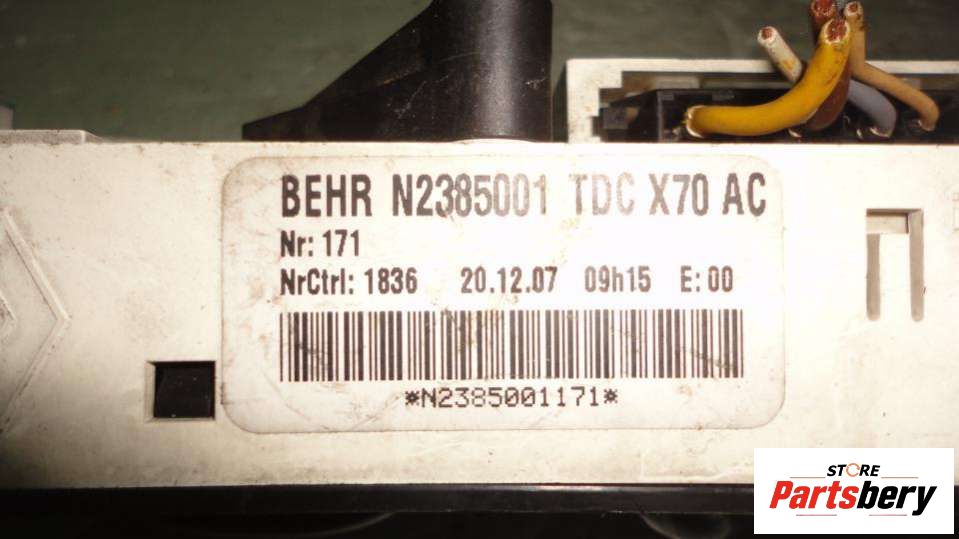 BEHR N2385001 TDC X70 AC
Nr: 171
NrCtrl: 1836 20.12.07 09h15 E: 00
*N2385001171*
STORE
Partsbery